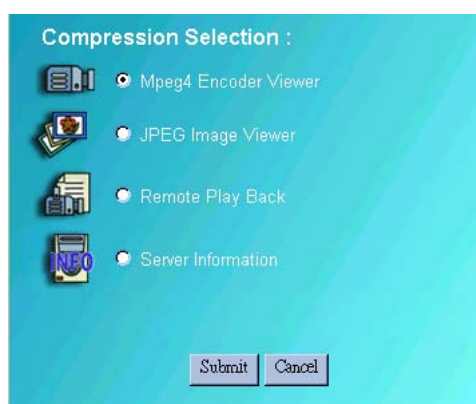 Compression Selection :
Mpeg4 Encoder Viewer
JPEG Image Viewer
Remote Play Back
INFO Server Information
Submit Cancel